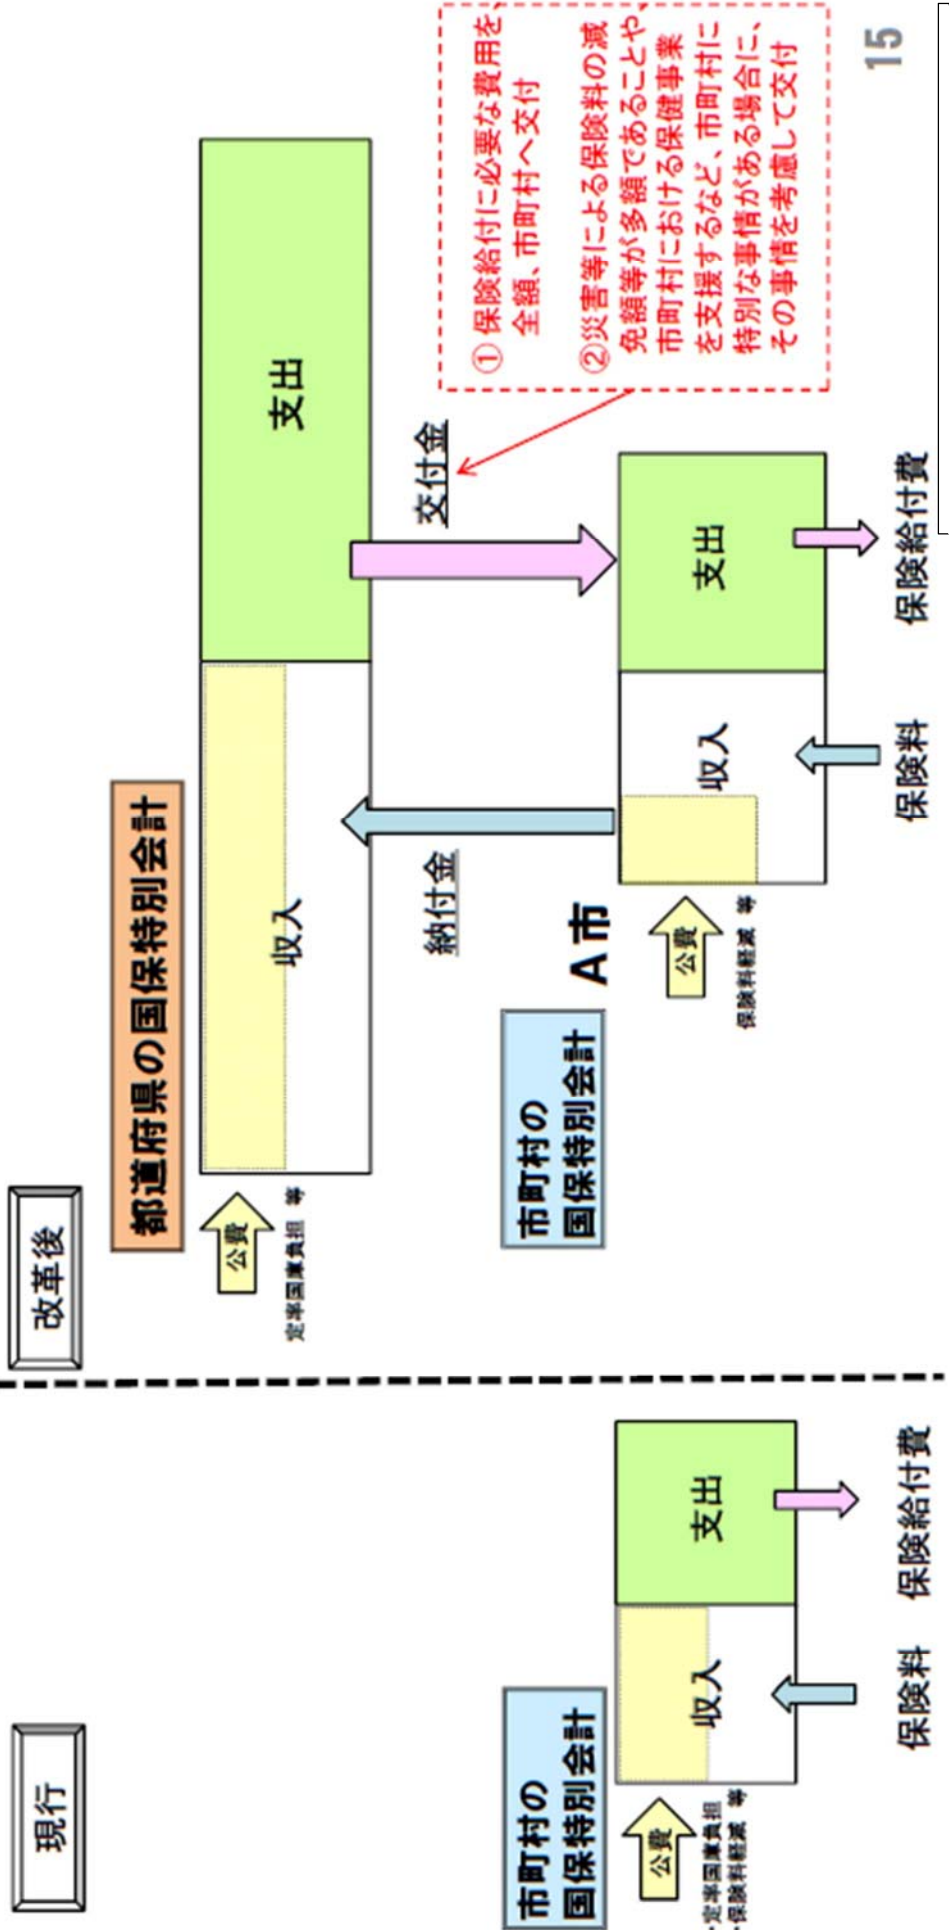 現行
市町村の
国保特別会計
公費
・定率国庫負担
・保険料軽減 等
収入
支出
保険料
保険給付費
改革後
都道府県の国保特別会計
公費
定率国庫負担 等
収入
支出
納付金
交付金
① 保険給付に必要な費用を、
全額、市町村へ交付
②災害等による保険料の減
免額等が多額であることや、
市町村における保健事業
を支援するなど、市町村に
特別な事情がある場合に、
その事情を考慮して交付
市町村の
国保特別会計
A市
公費
保険料軽減 等
収入
支出
保険料
保険給付費
15